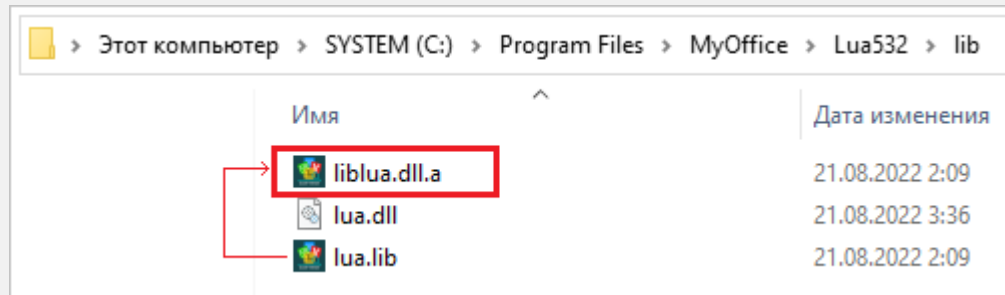 Этот компьютер > SYSTEM (C:) > Program Files > MyOffice > Lua532 > lib
Имя Дата изменения
liblua.dll.a 21.08.2022 2:09
lua.dll 21.08.2022 3:36
lua.lib 21.08.2022 2:09